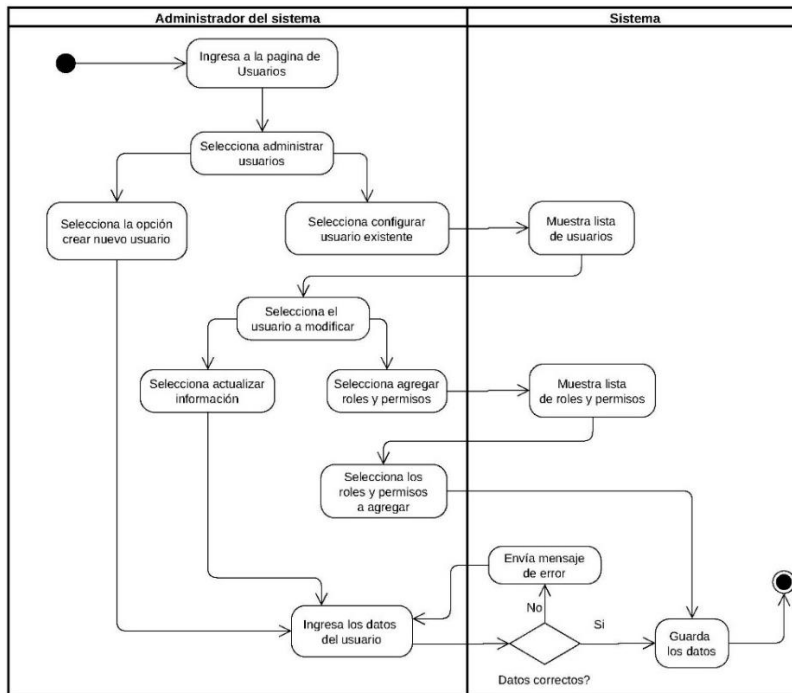 Administrador del sistema
Sistema
Ingresa a la pagina de
Usuarios
Selecciona administrar
usuarios
Selecciona la opción
crear nuevo usuario
Selecciona configurar
usuario existente
Muestra lista
de usuarios
Selecciona el
usuario a modificar
Selecciona actualizar
información
Selecciona agregar
roles y permisos
Muestra lista
de roles y permisos
Selecciona los
roles y permisos
a agregar
Envía mensaje
de error
No
Ingresa los datos
del usuario
Si
Guarda
los datos
Datos correctos?